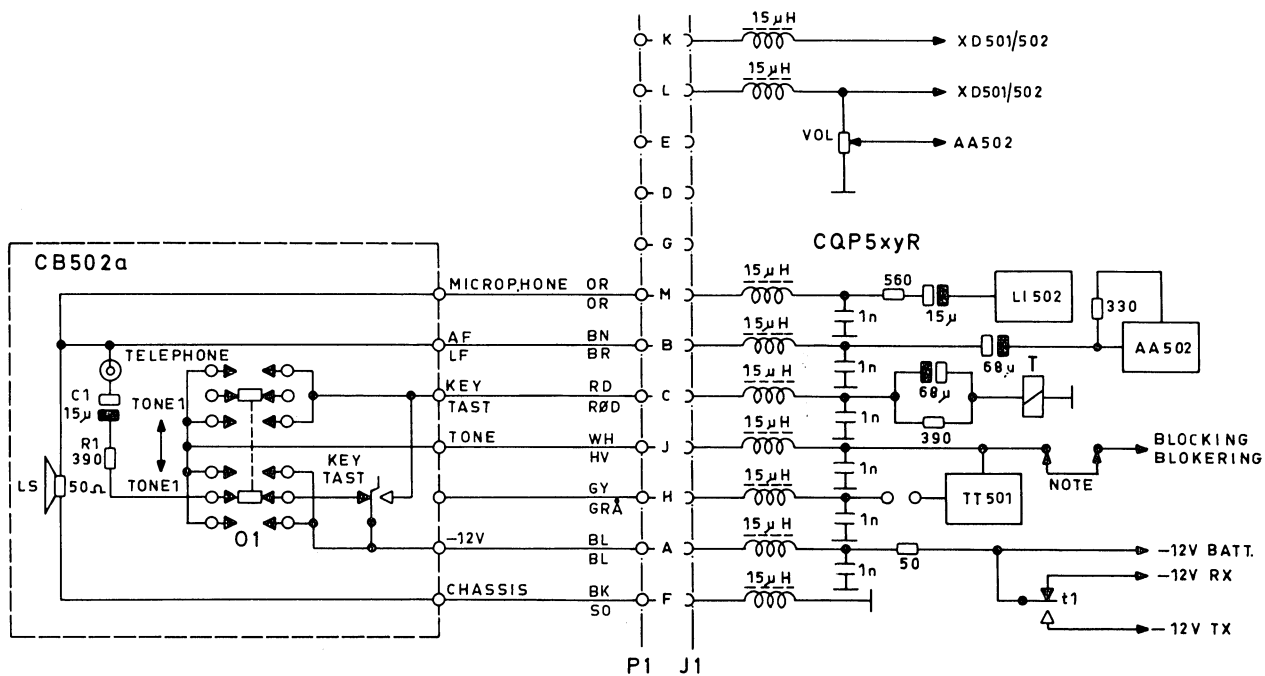 15μH
K
XD501/502
15μH
L
XD501/502
VOL
AA502
E
D
G
CQP5xyR
CB502a
MICROPHONE OR
OR
M
15μH
560
15μ
LI502
330
1n
AF BN
LF BR
B
15μH
68μ
AA502
1n
TELEPHONE
KEY RD
TAST RØD
C
15μH
68μ
390
T
1n
C1
15μ
TONE1
TONE WH
HV
J
15μH
BLOCKING
BLOKERING
NOTE
1n
R1
390
TONE1
KEY
TAST
GY
GRÅ
H
15μH
TT501
1n
LS
50Ω
O1
-12V BL
BL
A
15μH
50
-12V BATT.
1n
-12V RX
t1
-12V TX
CHASSIS BK
SO
F
15μH
P1 J1